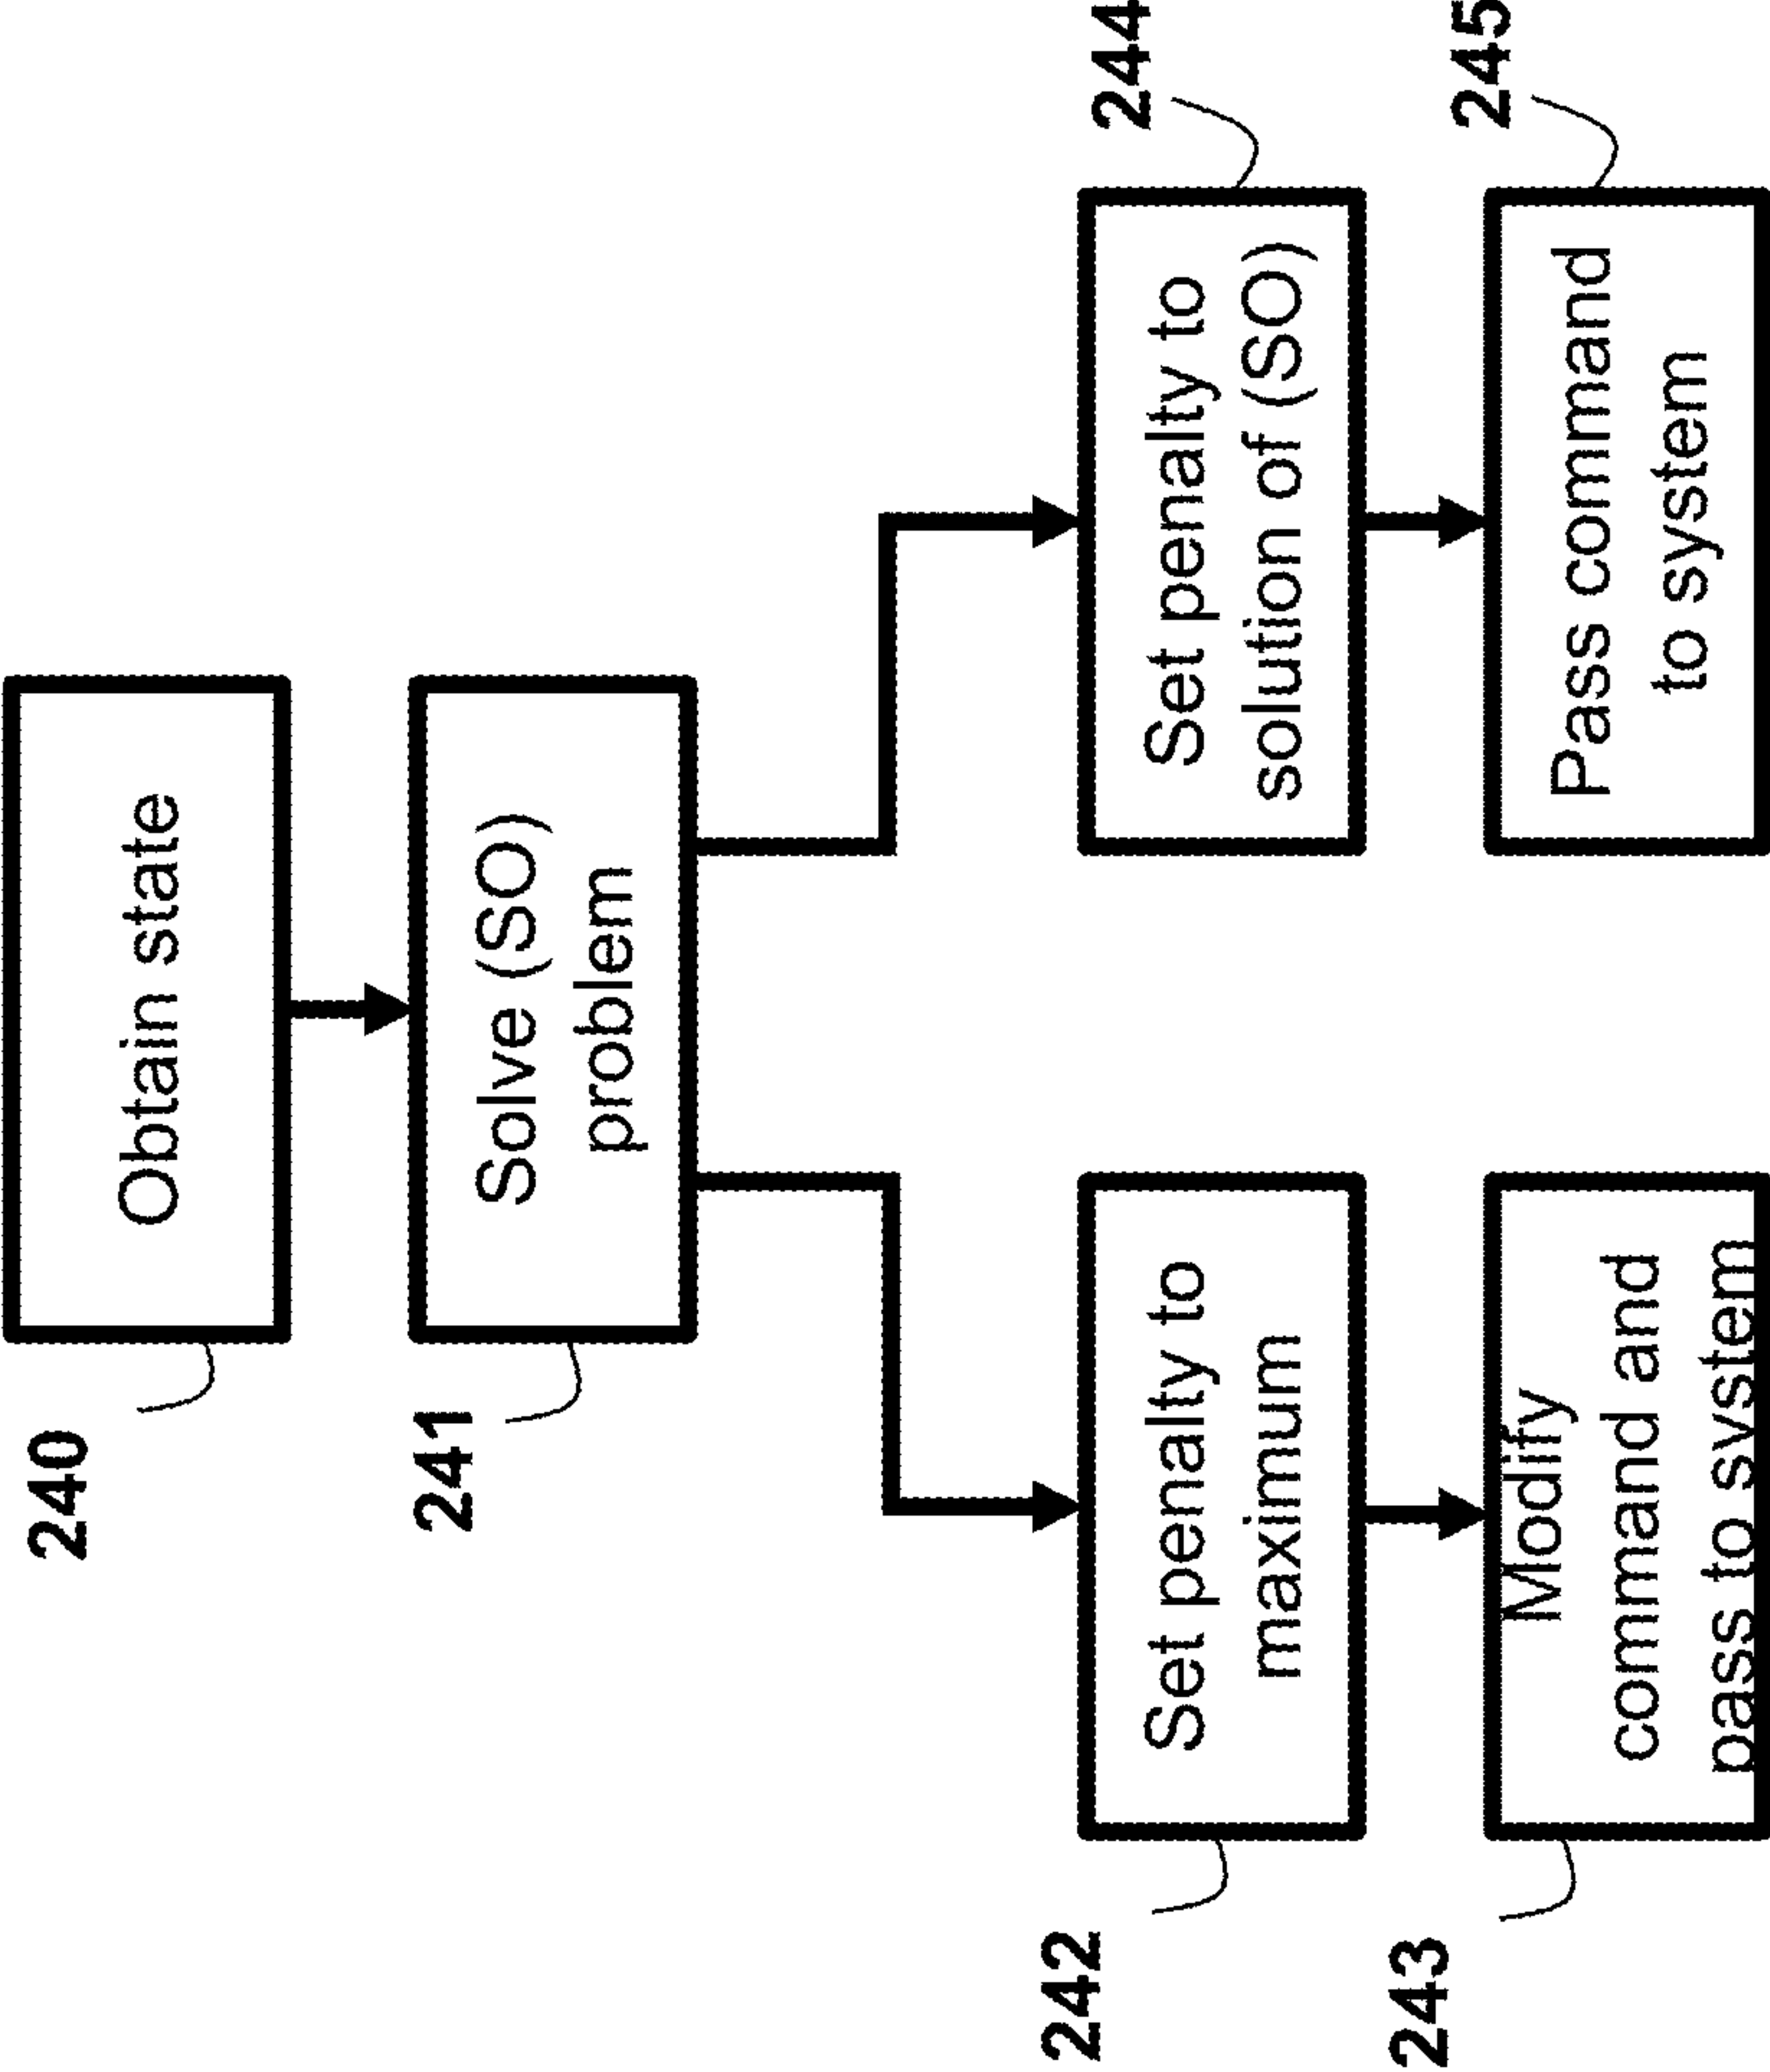 240
Obtain state
241
Solve (SO)
problem
242
Set penalty to
maximum
243
Modify
command and
pass to system
244
Set penalty to
solution of (SO)
245
Pass command
to system